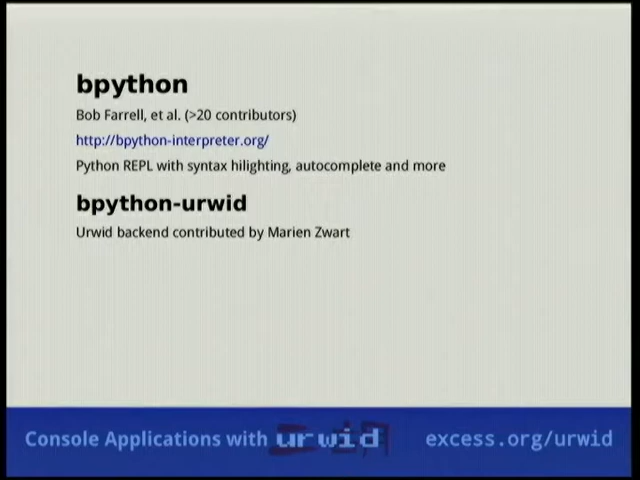 bpython
Bob Farrell, et al. (>20 contributors)
http://bpython-interpreter.org/
Python REPL with syntax hilighting, autocomplete and more
bpython-urwid
Urwid backend contributed by Marien Zwart
Console Applications with urwid excess.org/urwid